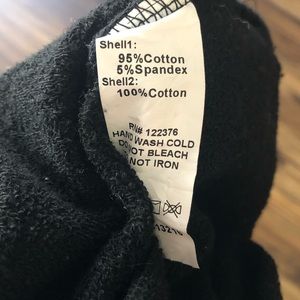 Shell1:
95%Cotton
5%Spandex
Shell2:
100%Cotton
RN# 122376
HAND WASH COLD
DO NOT BLEACH
NOT IRON